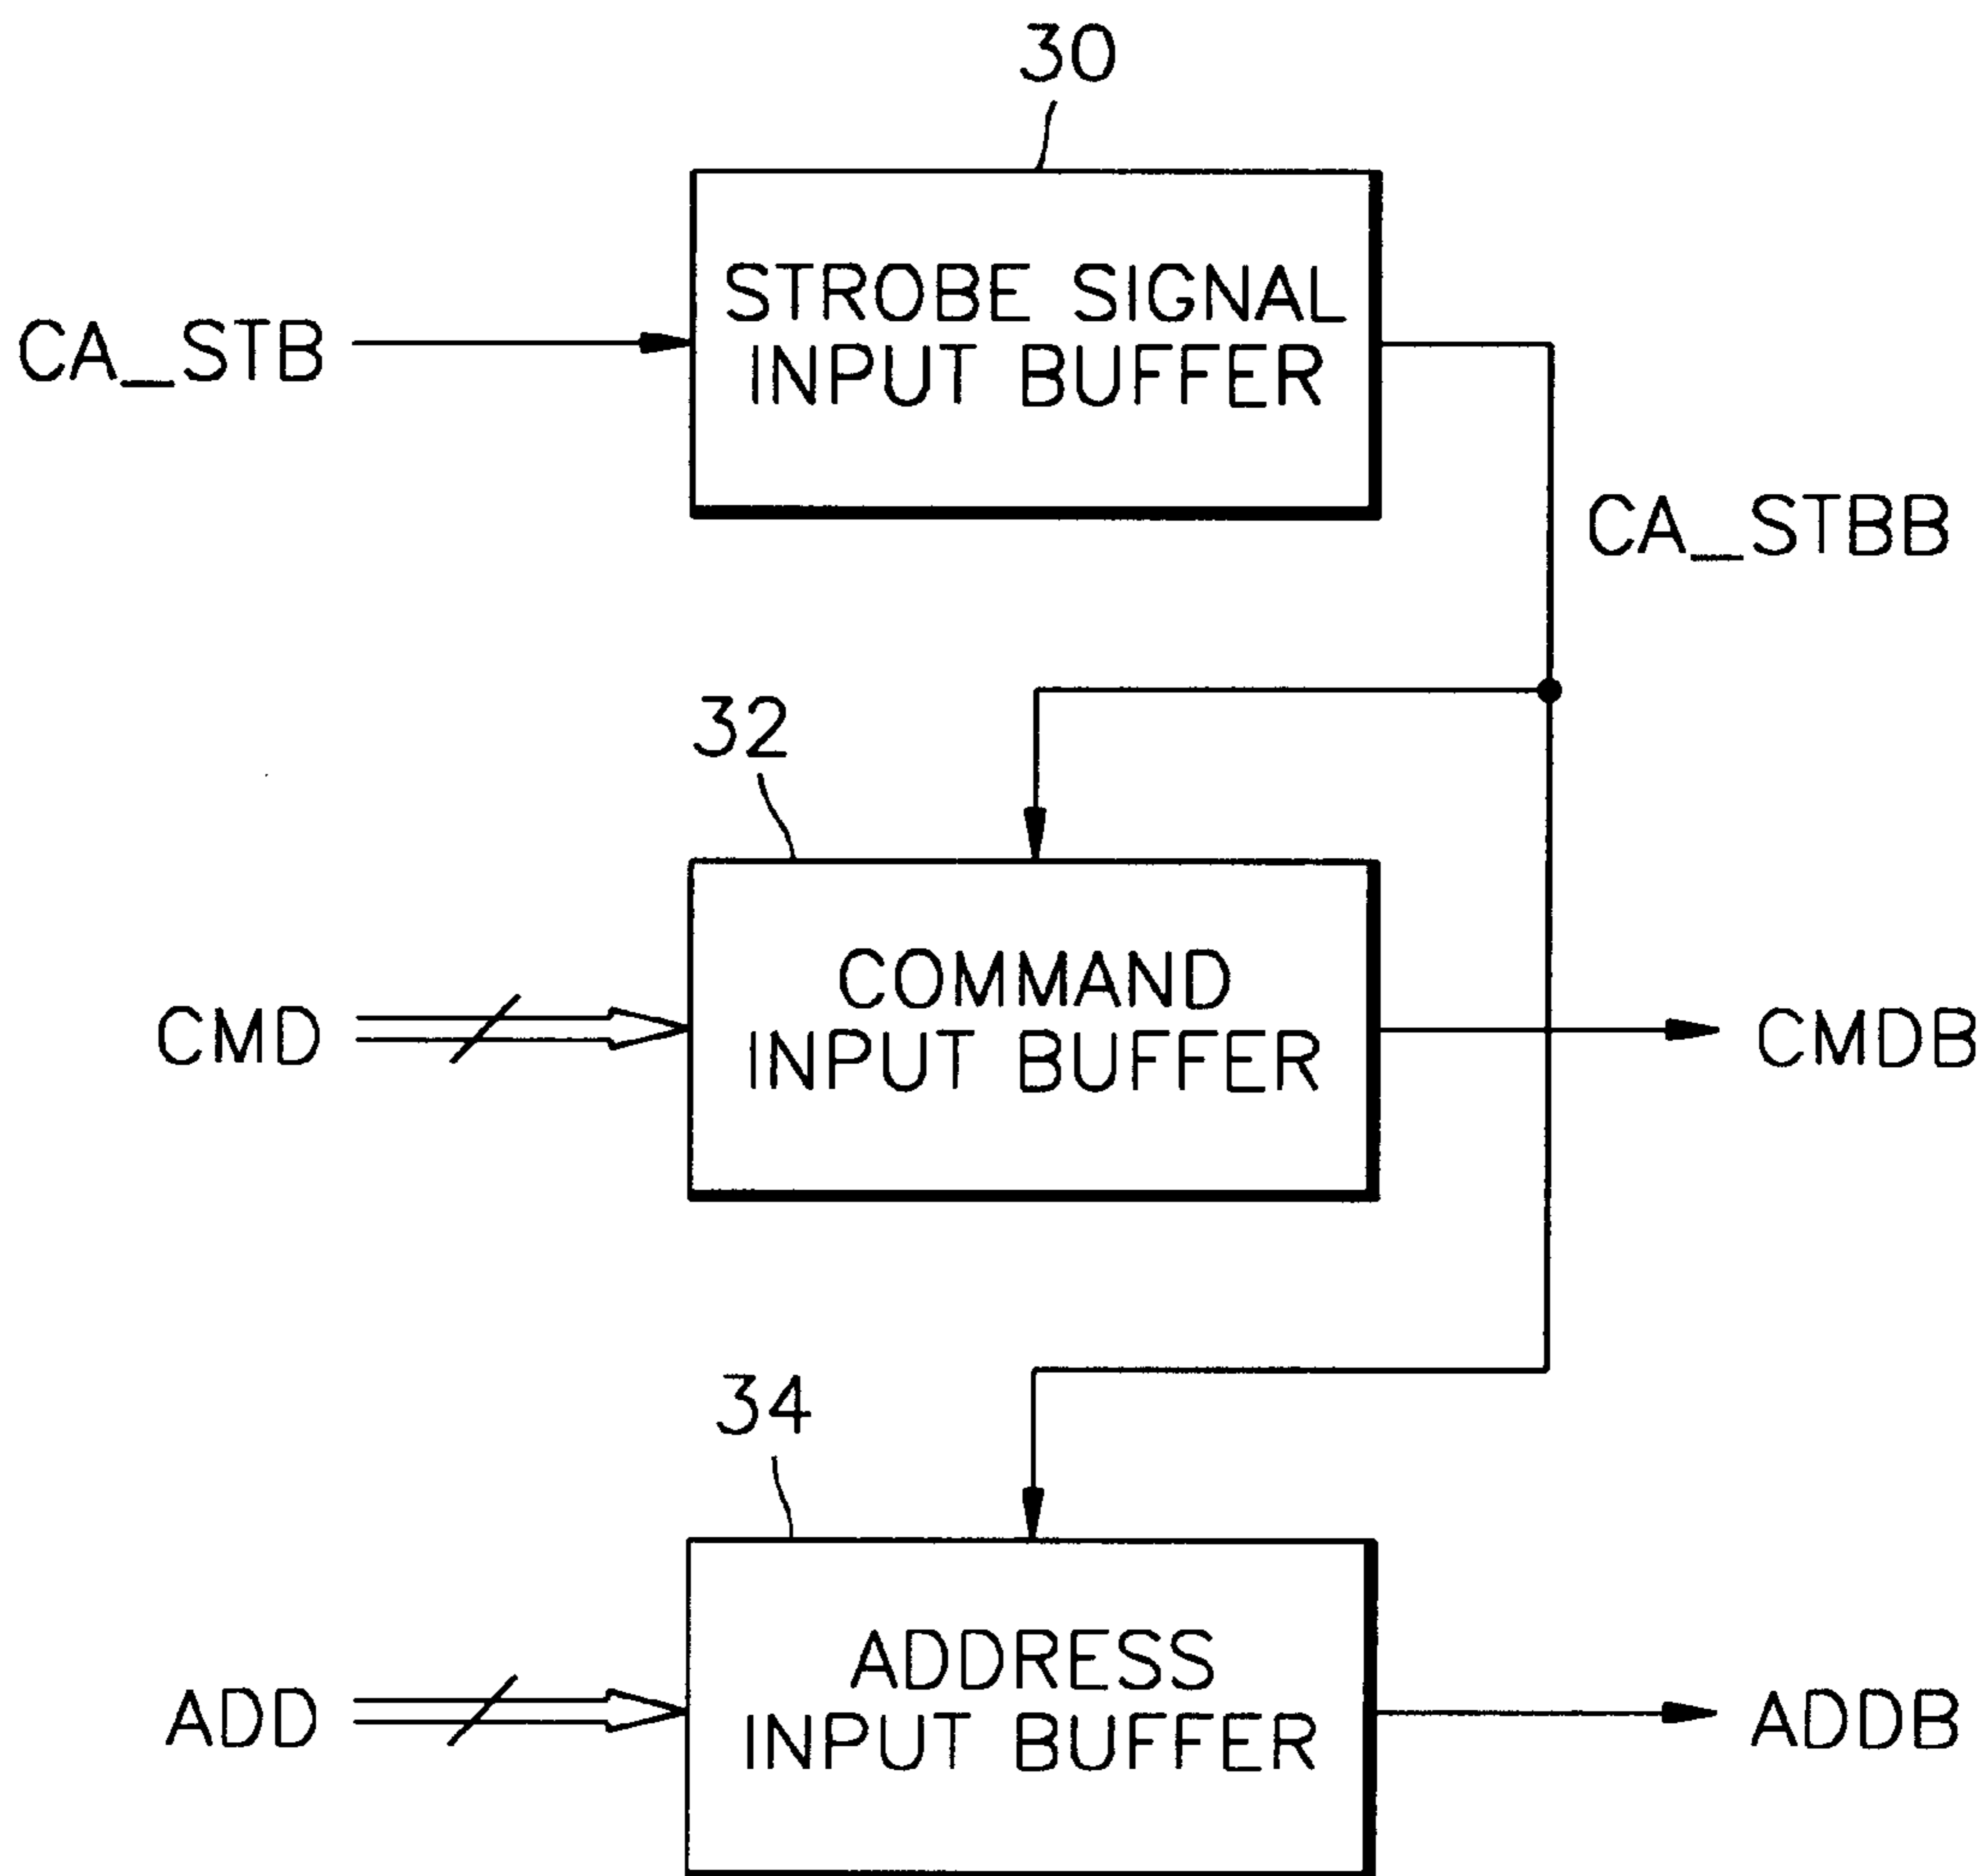 30
STROBE SIGNAL
INPUT BUFFER
CA_STB
CA_STBB
32
COMMAND
INPUT BUFFER
CMD
CMDB
34
ADDRESS
INPUT BUFFER
ADD
ADDB